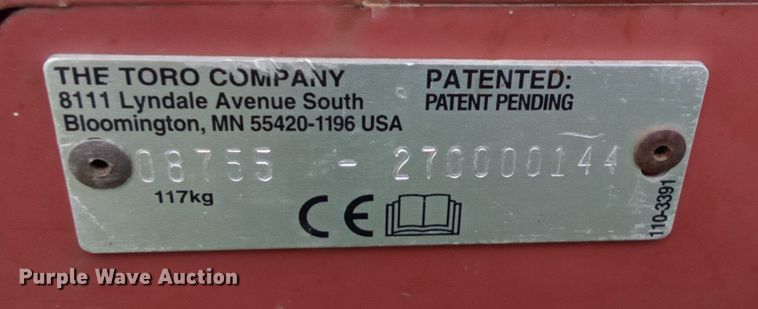 THE TORO COMPANY
8111 Lyndale Avenue South
Bloomington, MN 55420-1196 USA
PATENTED:
PATENT PENDING
08755 - 270000144
117kg
CE
110-3391
Purple Wave Auction